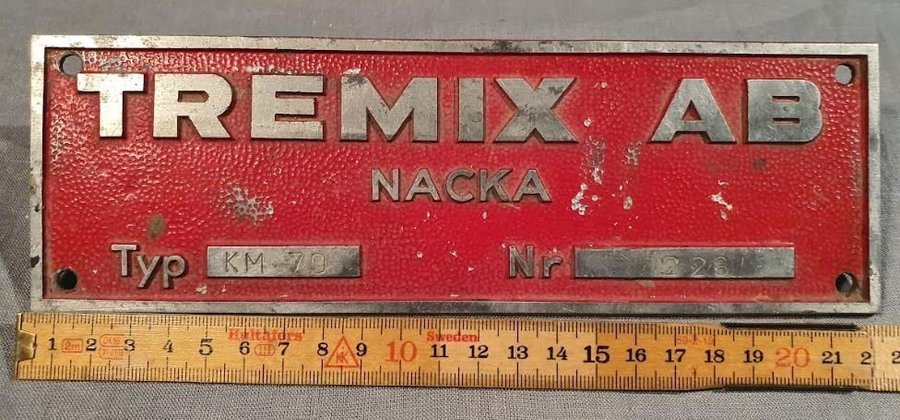 TREMIX AB
NACKA
Typ KM-70 Nr
Hultafors Sweden
1 2m 2 3 4 5 6 7 8 9 10 11 12 13 14 15 16 17 18 19 20 21